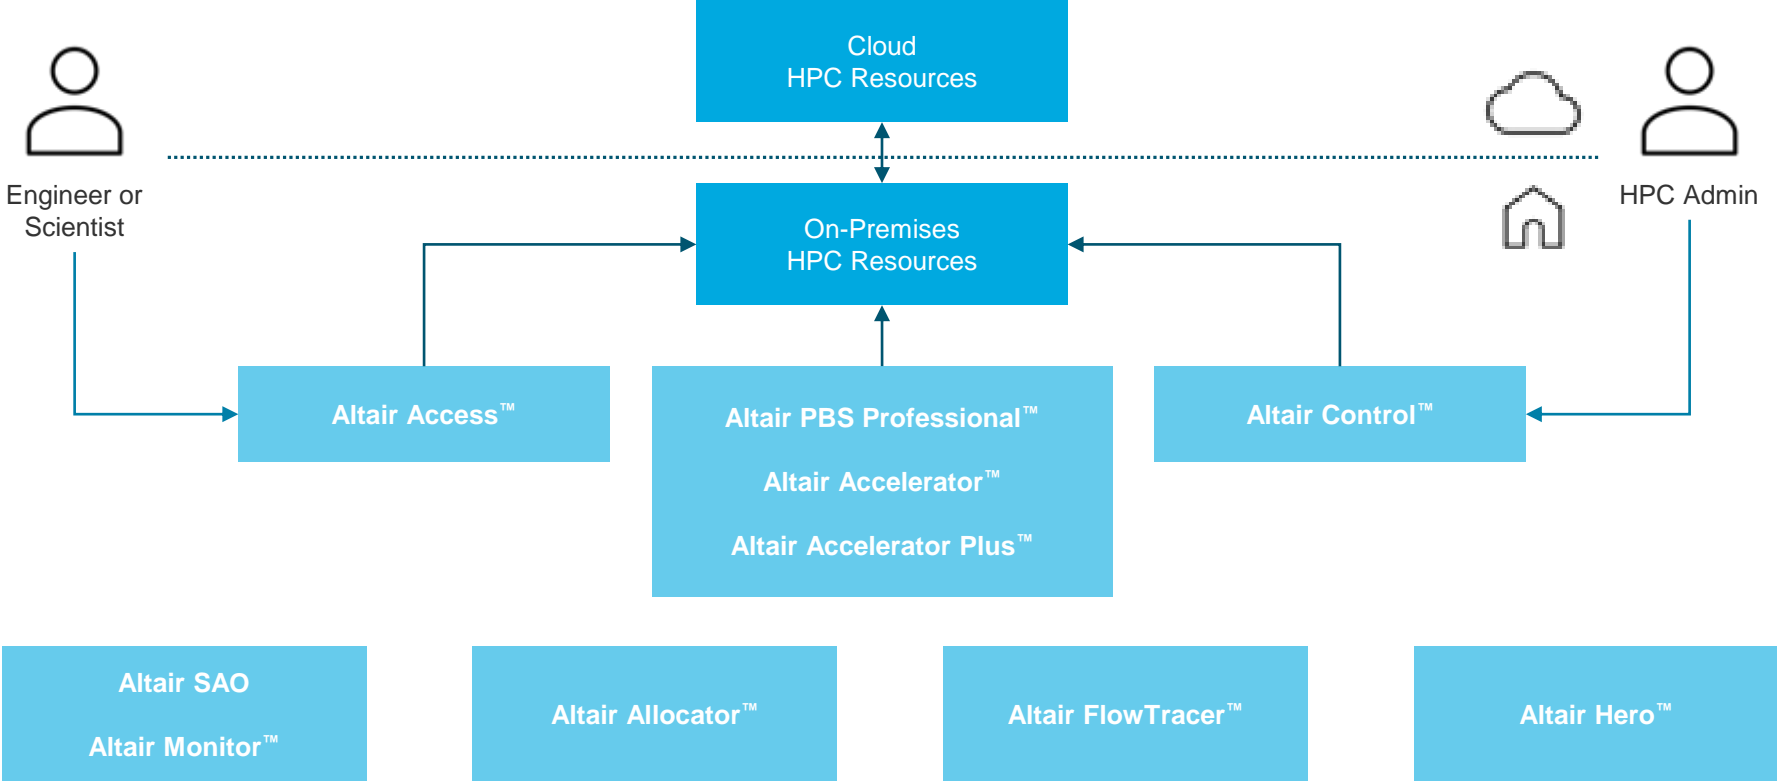 Cloud
HPC Resources
Engineer or
Scientist
HPC Admin
On-Premises
HPC Resources
Altair Access™
Altair PBS Professional™
Altair Accelerator™
Altair Accelerator Plus™
Altair Control™
Altair SAO
Altair Monitor™
Altair Allocator™
Altair FlowTracer™
Altair Hero™